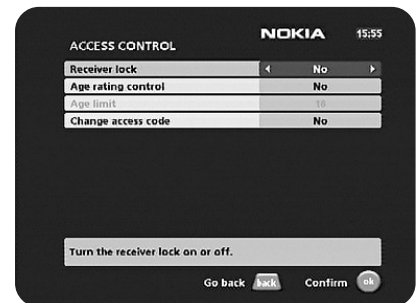 NOKIA 15:55
ACCESS CONTROL
Receiver lock No
Age rating control No
Age limit 18
Change access code No
Turn the receiver lock on or off.
Go back back Confirm ok